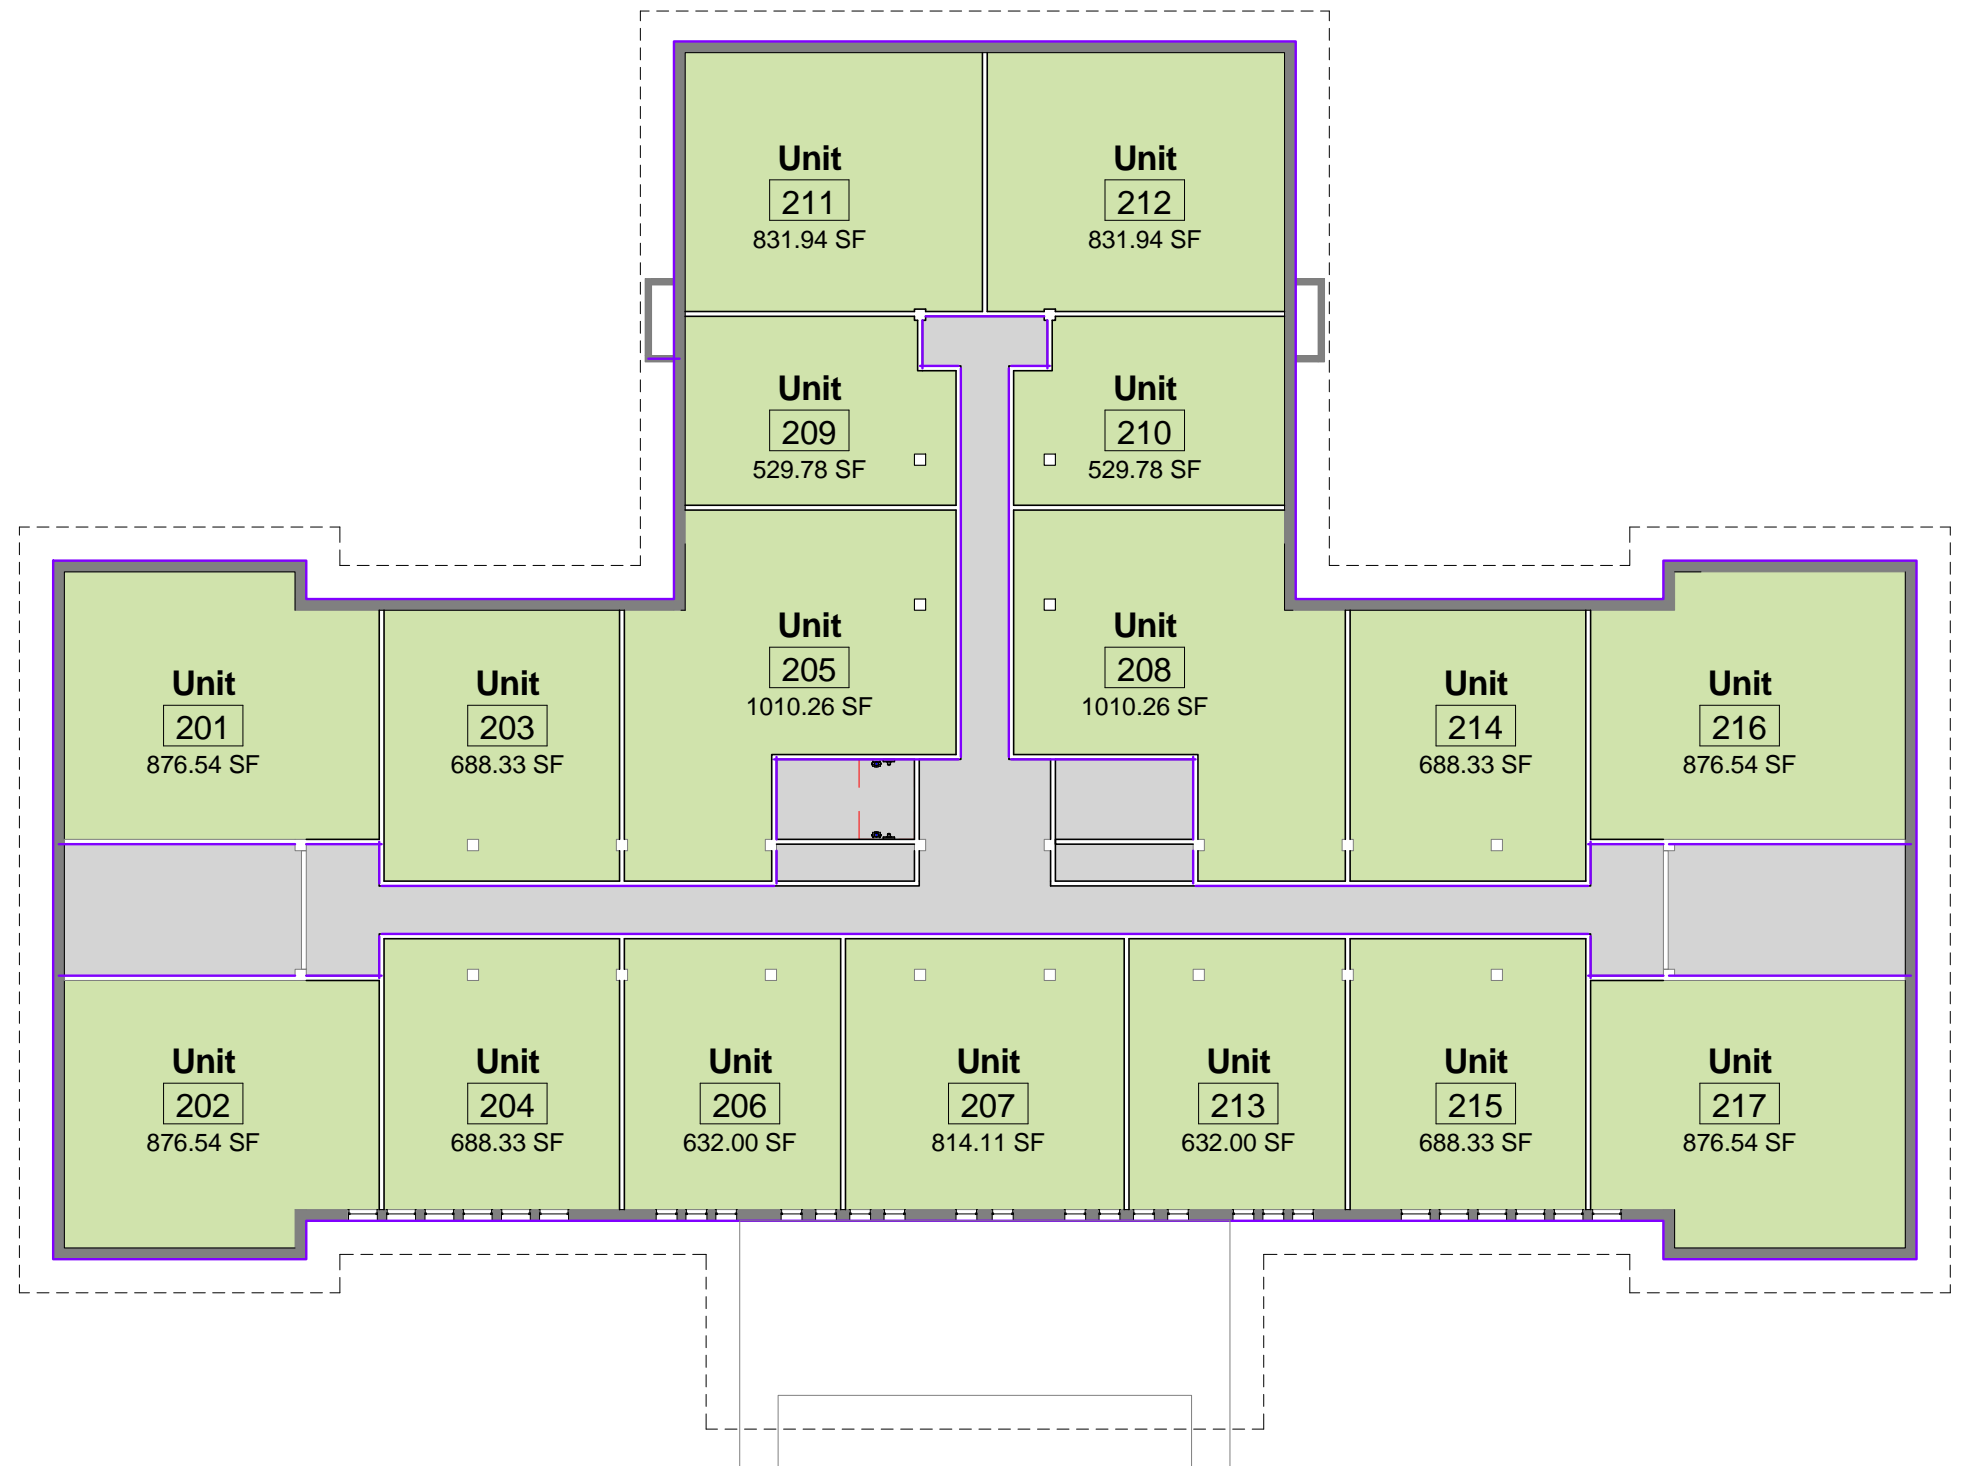 Unit
211
831.94 SF
Unit
212
831.94 SF
Unit
209
529.78 SF
Unit
210
529.78 SF
Unit
205
1010.26 SF
Unit
208
1010.26 SF
Unit
201
876.54 SF
Unit
203
688.33 SF
Unit
214
688.33 SF
Unit
216
876.54 SF
Unit
202
876.54 SF
Unit
204
688.33 SF
Unit
206
632.00 SF
Unit
207
814.11 SF
Unit
213
632.00 SF
Unit
215
688.33 SF
Unit
217
876.54 SF